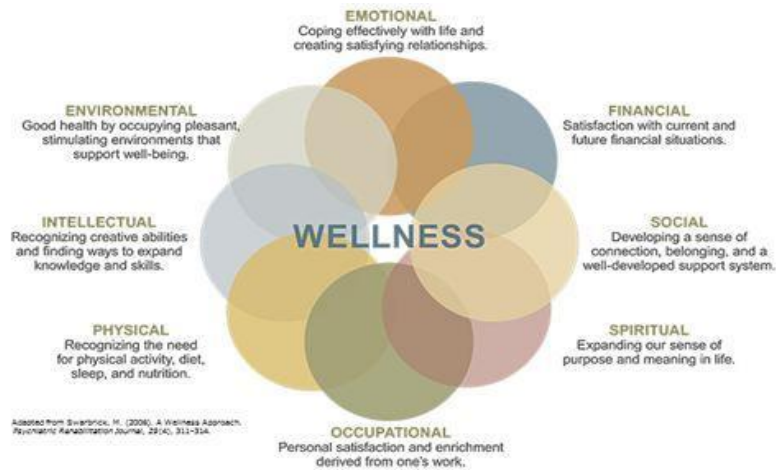 EMOTIONAL
Coping effectively with life and
creating satisfying relationships.
ENVIRONMENTAL
Good health by occupying pleasant,
stimulating environments that
support well-being.
FINANCIAL
Satisfaction with current and
future financial situations.
INTELLECTUAL
Recognizing creative abilities
and finding ways to expand
knowledge and skills.
WELLNESS
SOCIAL
Developing a sense of
connection, belonging, and a
well-developed support system.
PHYSICAL
Recognizing the need
for physical activity, diet,
sleep, and nutrition.
SPIRITUAL
Expanding our sense of
purpose and meaning in life.
Adapted from Swarbrick, M. (2006). A Wellness Approach.
Psychiatric Rehabilitation Journal, 29(4), 311–314.
OCCUPATIONAL
Personal satisfaction and enrichment
derived from one's work.